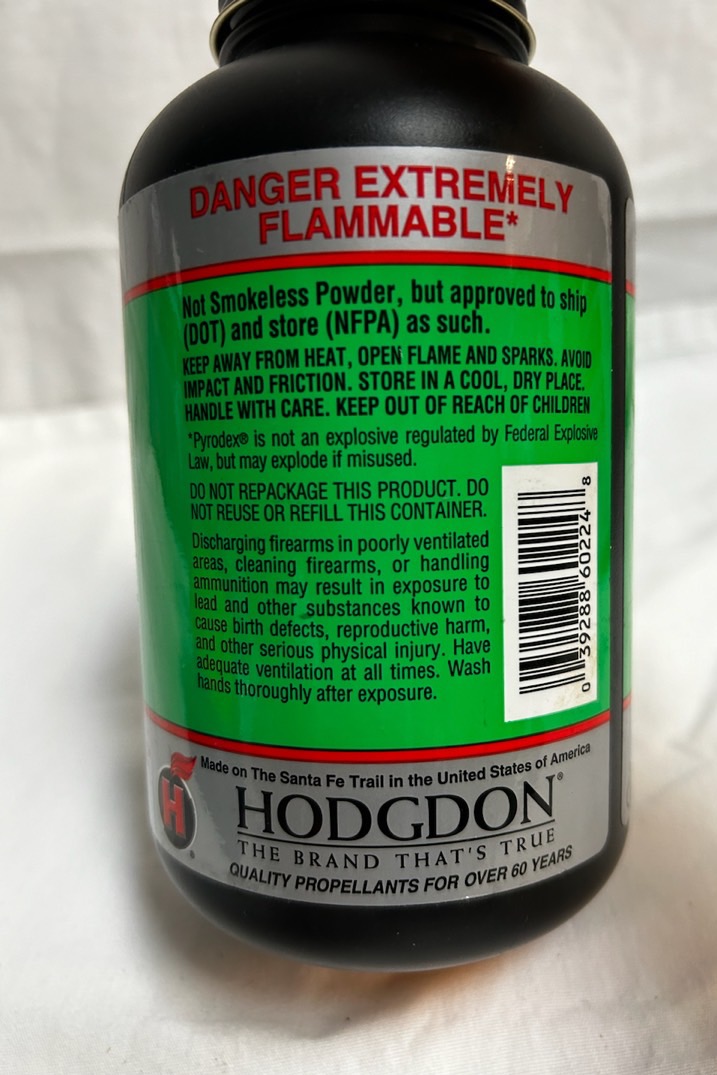 DANGER EXTREMELY
FLAMMABLE*
Not Smokeless Powder, but approved to ship
(DOT) and store (NFPA) as such.
KEEP AWAY FROM HEAT, OPEN FLAME AND SPARKS. AVOID
IMPACT AND FRICTION. STORE IN A COOL, DRY PLACE.
HANDLE WITH CARE. KEEP OUT OF REACH OF CHILDREN
*Pyrodex® is not an explosive regulated by Federal Explosive
Law, but may explode if misused.
DO NOT REPACKAGE THIS PRODUCT. DO
NOT REUSE OR REFILL THIS CONTAINER.
Discharging firearms in poorly ventilated
areas, cleaning firearms, or handling
ammunition may result in exposure to
lead and other substances known to
cause birth defects, reproductive harm,
and other serious physical injury. Have
adequate ventilation at all times. Wash
hands thoroughly after exposure.
0 39288 60224 8
Made on The Santa Fe Trail in the United States of America
H®
HODGDON®
THE BRAND THAT'S TRUE
QUALITY PROPELLANTS FOR OVER 60 YEARS